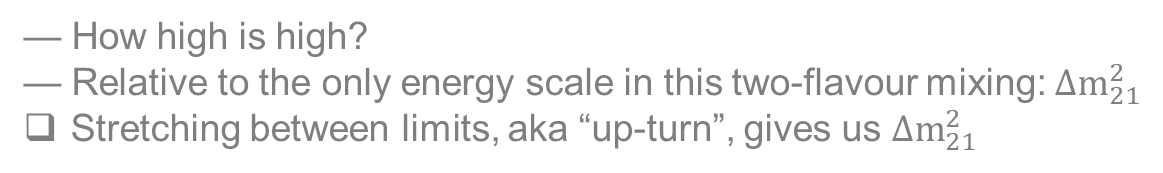 — How high is high?
— Relative to the only energy scale in this two-flavour mixing: Δm²₂₁
❑ Stretching between limits, aka “up-turn”, gives us Δm²₂₁